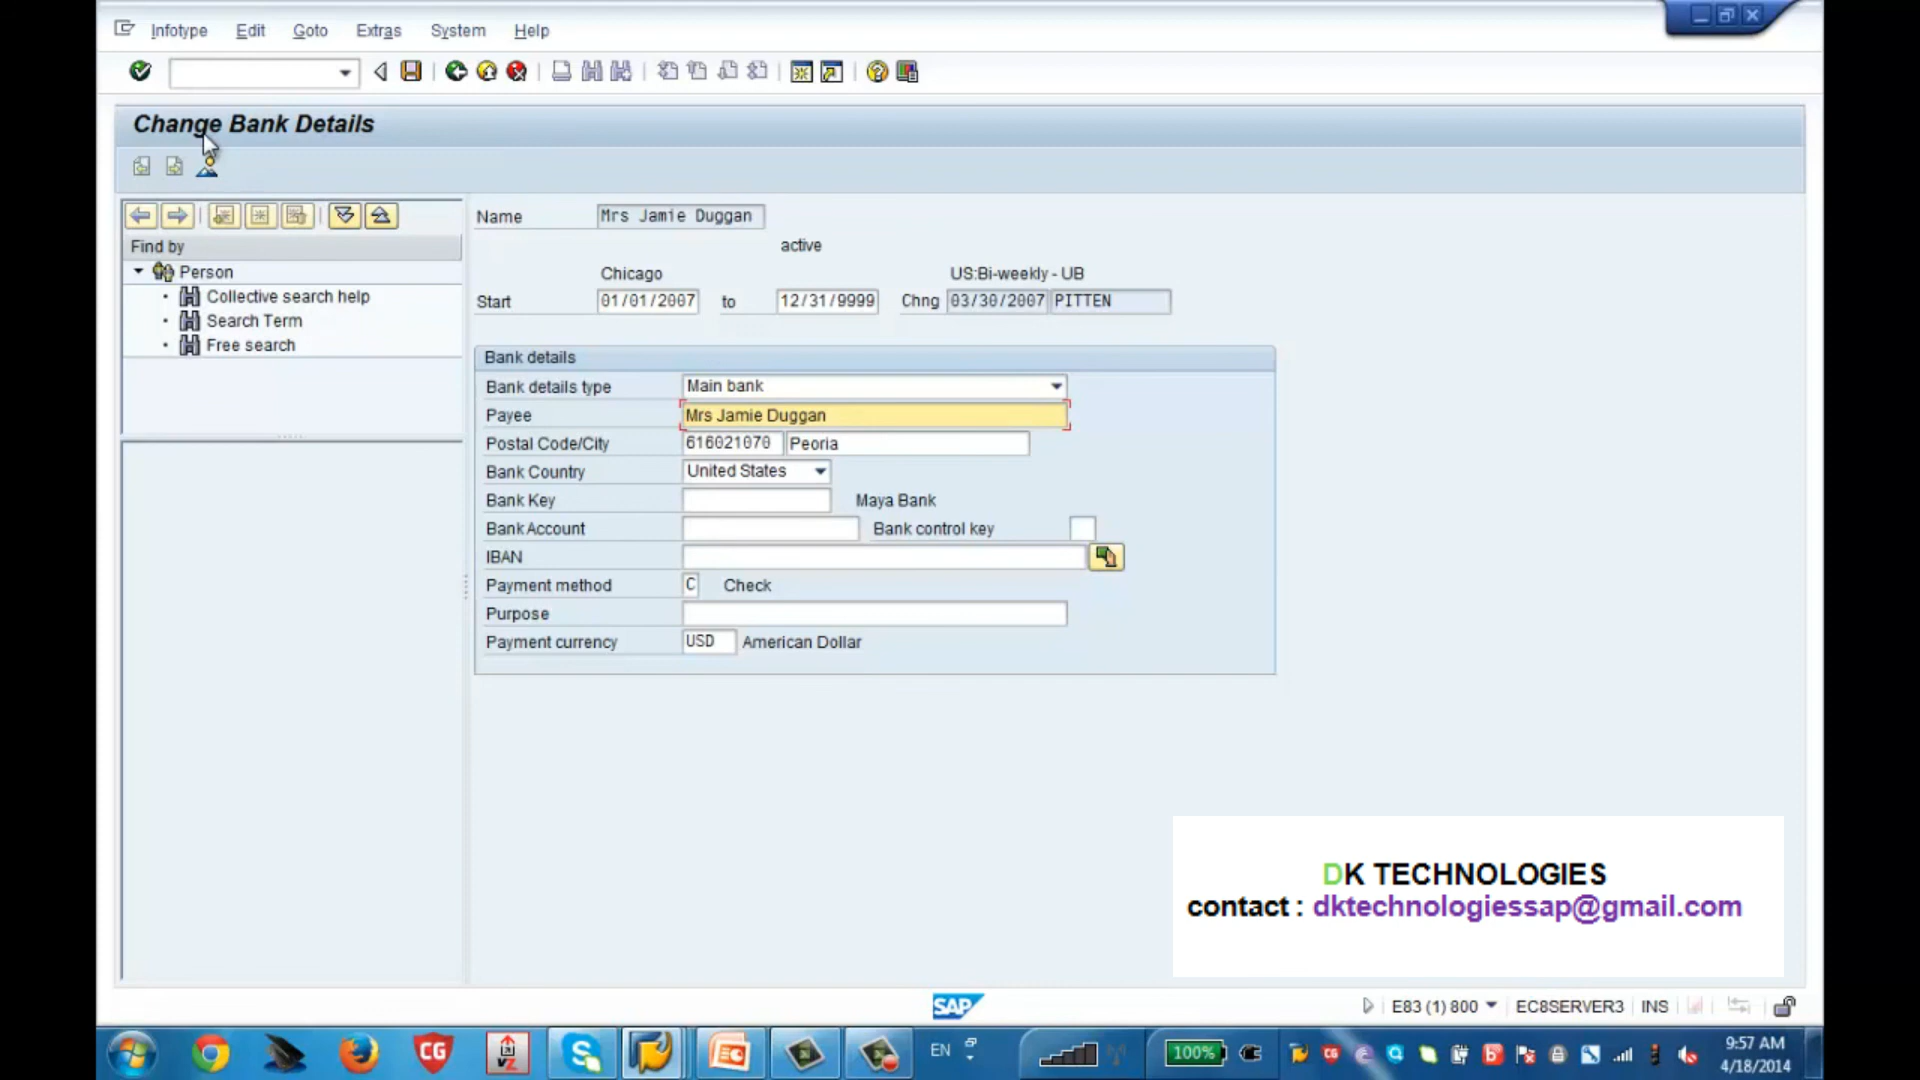 Infotype Edit Goto Extras System Help
Change Bank Details
Find by
Person
Collective search help
Search Term
Free search
Name Mrs Jamie Duggan
active
Chicago US:Bi-weekly - UB
Start 01/01/2007 to 12/31/9999 Chng 03/30/2007 PITTEN
Bank details
Bank details type Main bank
Payee Mrs Jamie Duggan
Postal Code/City 616021070 Peoria
Bank Country United States
Bank Key Maya Bank
Bank Account Bank control key
IBAN
Payment method C Check
Purpose
Payment currency USD American Dollar
DK TECHNOLOGIES
contact : dktechnologiessap@gmail.com
SAP E83 (1) 800 EC8SERVER3 INS
CG EN 100% 9:57 AM
4/18/2014